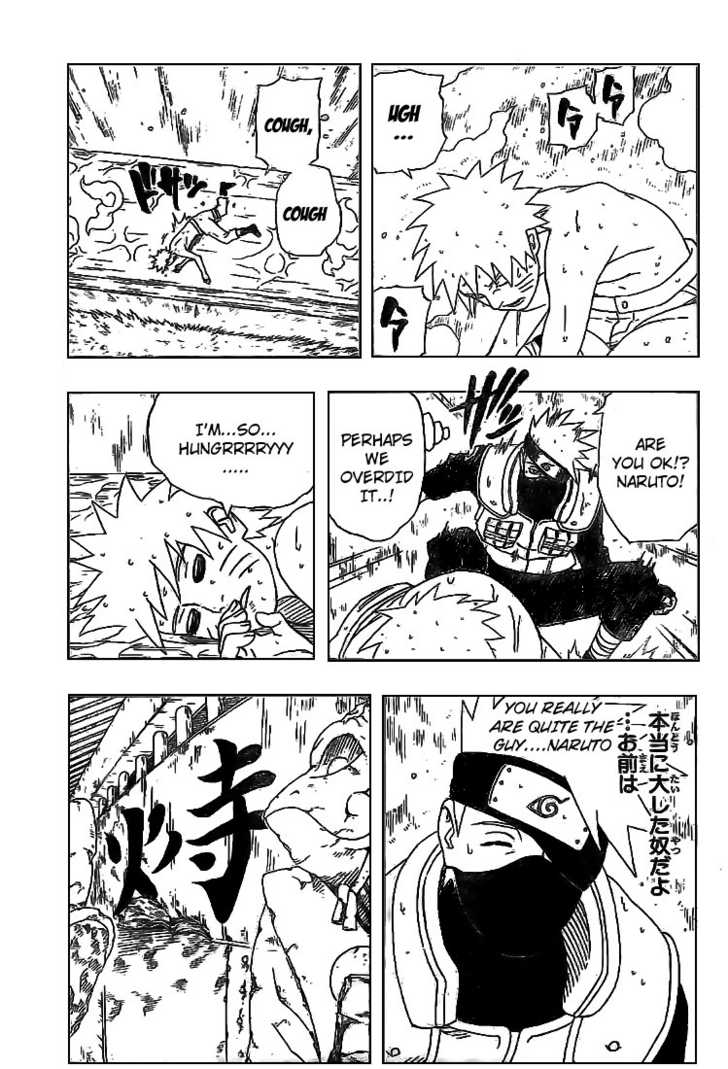 UGH
...
COUGH,
COUGH
ドサッ
ARE
YOU OK!?
NARUTO!
PERHAPS
WE
OVERDID
IT..!
I'M...SO...
HUNGRRRRYYY
.....
YOU REALLY
ARE QUITE THE
GUY....NARUTO
本当に大した奴だよ
…お前は